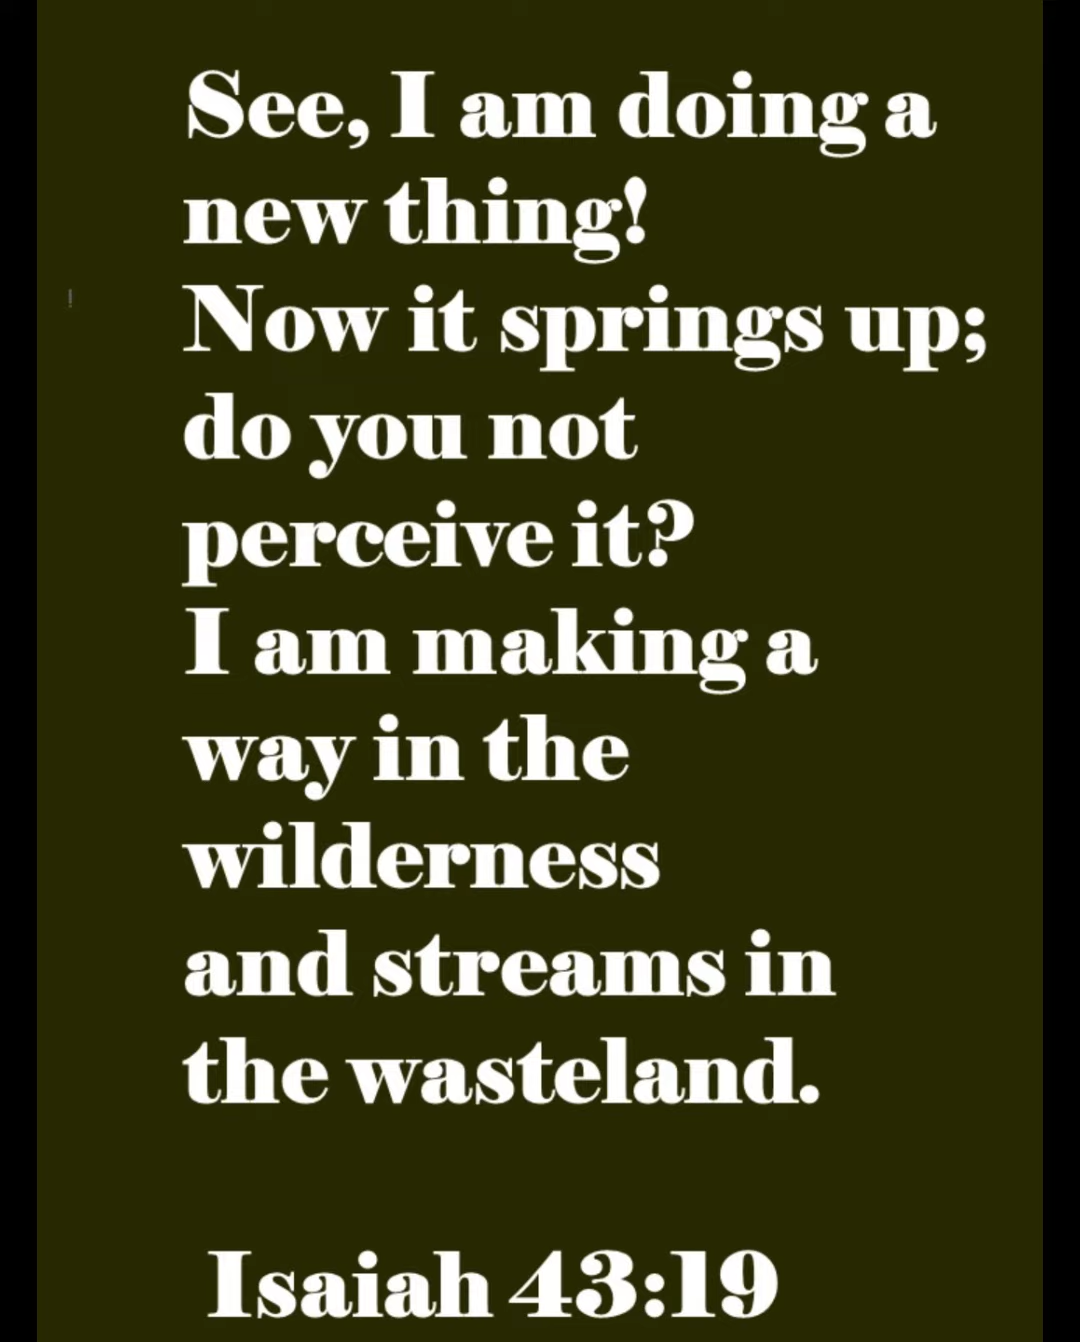 See, I am doing a
new thing!
Now it springs up;
do you not
perceive it?
I am making a
way in the
wilderness
and streams in
the wasteland.
Isaiah 43:19